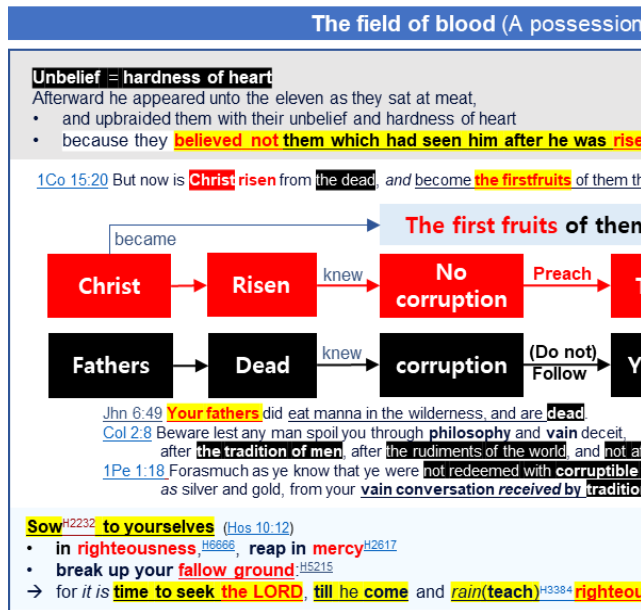 The field of blood (A possession
Unbelief = hardness of heart
Afterward he appeared unto the eleven as they sat at meat,
• and upbraided them with their unbelief and hardness of heart
• because they believed not them which had seen him after he was rise
1Co 15:20 But now is Christ risen from the dead, and become the firstfruits of them th
became
The first fruits of them
Christ
Risen
knew
No
corruption
Preach
T
Fathers
Dead
knew
corruption
(Do not)
Follow
Y
Jhn 6:49 Your fathers did eat manna in the wilderness, and are dead.
Col 2:8 Beware lest any man spoil you through philosophy and vain deceit,
after the tradition of men, after the rudiments of the world, and not af
1Pe 1:18 Forasmuch as ye know that ye were not redeemed with corruptible
as silver and gold, from your vain conversation received by tradition
Sow H2232 to yourselves (Hos 10:12)
• in righteousness, H6666, reap in mercy H2617
• break up your fallow ground: H5215
→ for it is time to seek the LORD, till he come and rain(teach) H3384 righteou